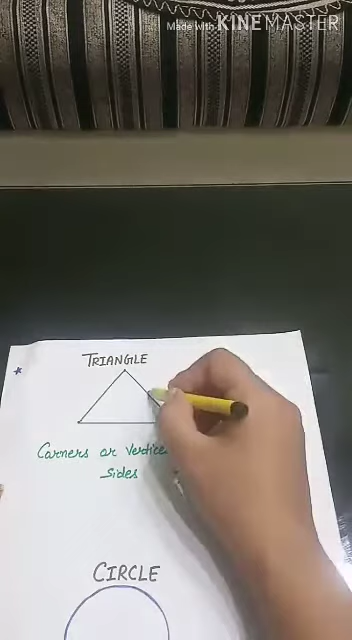 Made with KINEMASTER
TRIANGLE
Corners or
Sides
CIRCLE